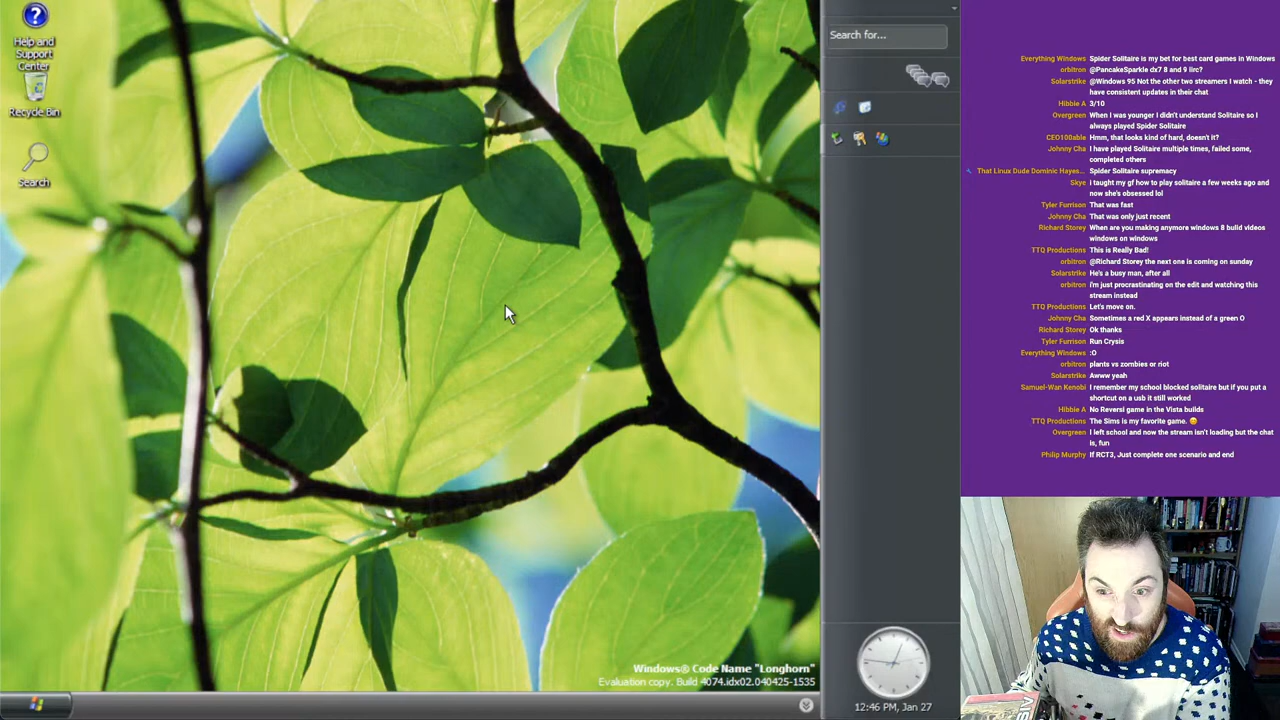 Help and
Support
Center
Recycle Bin
Search
Windows® Code Name "Longhorn"
Evaluation copy. Build 4074.idx02.040425-1535
Search for...
12:46 PM, Jan 27
Everything Windows Spider Solitaire is my bet for best card games in Windows
orbitron @PancakeSparkle dx7 8 and 9 iirc?
Solarstrike @Windows 95 Not the other two streamers I watch - they
have consistent updates in their chat
Hibbie A 3/10
Overgreen When I was younger I didn't understand Solitaire so I
always played Spider Solitaire
CEO100able Hmm, that looks kind of hard, doesn't it?
Johnny Cha I have played Solitaire multiple times, failed some,
completed others
That Linux Dude Dominic Hayes... Spider Solitaire supremacy
Skye i taught my gf how to play solitaire a few weeks ago and
now she's obsessed lol
Tyler Furrison That was fast
Johnny Cha That was only just recent
Richard Storey When are you making anymore windows 8 bulid videos
windows on windows
TTQ Productions This is Really Bad!
orbitron @Richard Storey the next one is coming on sunday
Solarstrike He's a busy man, after all
orbitron i'm just procrastinating on the edit and watching this
stream instead
TTQ Productions Let's move on.
Johnny Cha Sometimes a red X appears instead of a green O
Richard Storey Ok thanks
Tyler Furrison Run Crysis
Everything Windows :O
orbitron plants vs zombies or riot
Solarstrike Awww yeah
Samuel-Wan Kenobi I remember my school blocked solitaire but if you put a
shortcut on a usb it still worked
Hibbie A No Reversi game in the Vista builds
TTQ Productions The Sims is my favorite game. 😊
Overgreen I left school and now the stream isn't loading but the chat
is, fun
Philip Murphy If RCT3, Just complete one scenario and end